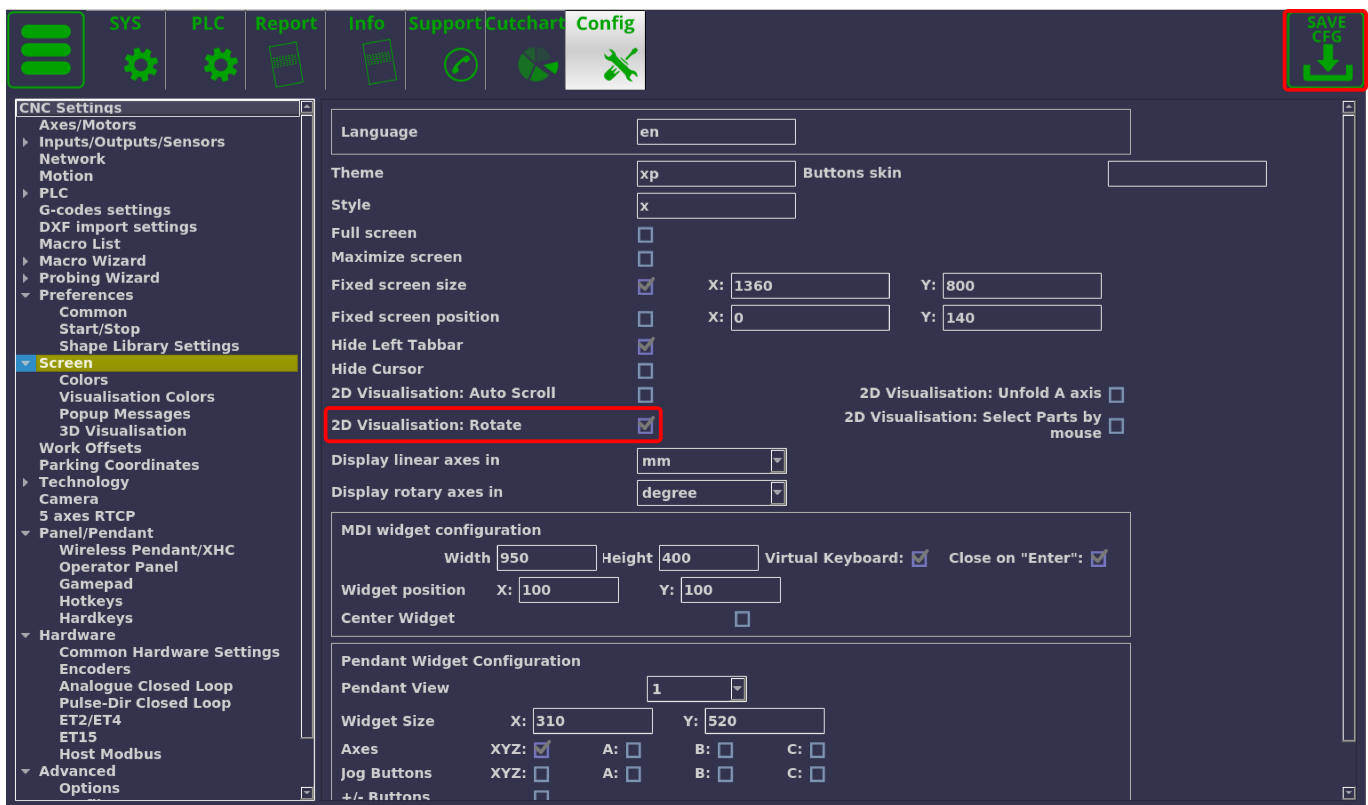 SYS PLC Report Info Support Cutchart Config SAVE CFG
CNC Settings
Axes/Motors
Inputs/Outputs/Sensors
Network
Motion
PLC
G-codes settings
DXF import settings
Macro List
Macro Wizard
Probing Wizard
Preferences
Common
Start/Stop
Shape Library Settings
Screen
Colors
Visualisation Colors
Popup Messages
3D Visualisation
Work Offsets
Parking Coordinates
Technology
Camera
5 axes RTCP
Panel/Pendant
Wireless Pendant/XHC
Operator Panel
Gamepad
Hotkeys
Hardkeys
Hardware
Common Hardware Settings
Encoders
Analogue Closed Loop
Pulse-Dir Closed Loop
ET2/ET4
ET15
Host Modbus
Advanced
Options
Language en
Theme xp Buttons skin
Style x
Full screen
Maximize screen
Fixed screen size X: 1360 Y: 800
Fixed screen position X: 0 Y: 140
Hide Left Tabbar
Hide Cursor
2D Visualisation: Auto Scroll 2D Visualisation: Unfold A axis
2D Visualisation: Rotate 2D Visualisation: Select Parts by
mouse
Display linear axes in mm
Display rotary axes in degree
MDI widget configuration
Width 950 Height 400 Virtual Keyboard: Close on "Enter":
Widget position X: 100 Y: 100
Center Widget
Pendant Widget Configuration
Pendant View 1
Widget Size X: 310 Y: 520
Axes XYZ: A: B: C:
Jog Buttons XYZ: A: B: C:
+/- Buttons